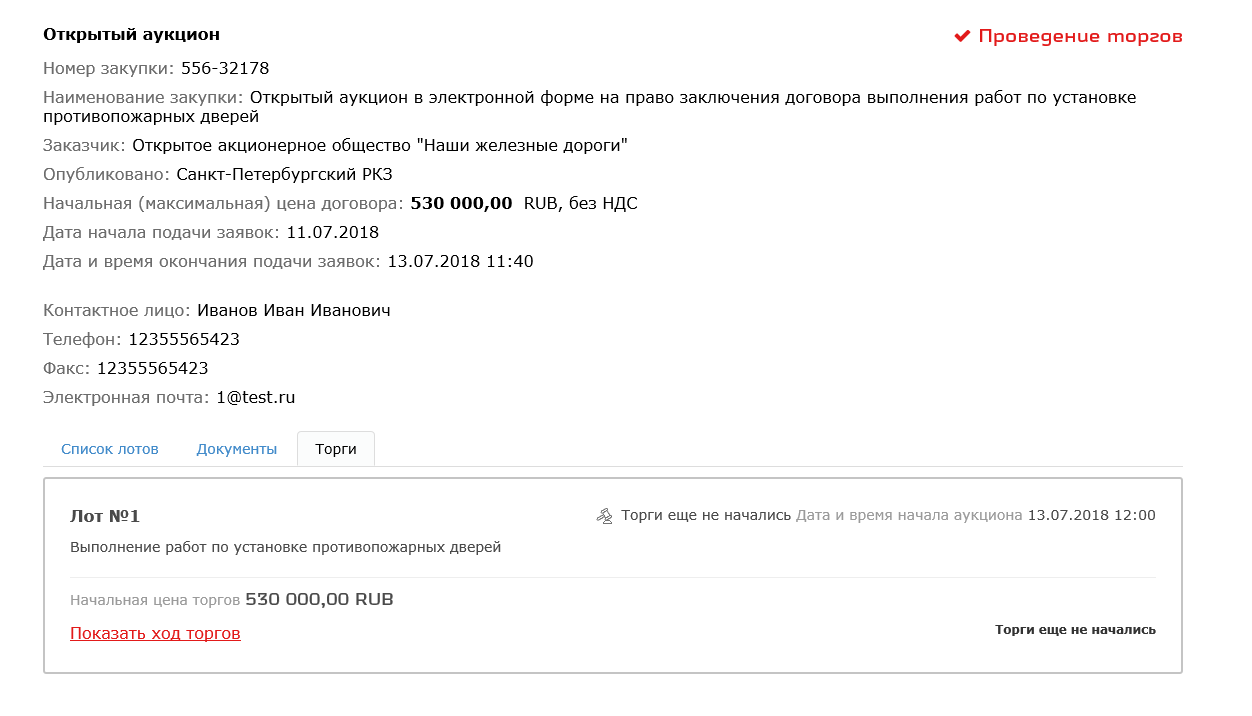 Открытый аукцион
Проведение торгов
Номер закупки: 556-32178
Наименование закупки: Открытый аукцион в электронной форме на право заключения договора выполнения работ по установке
противопожарных дверей
Заказчик: Открытое акционерное общество "Наши железные дороги"
Опубликовано: Санкт-Петербургский РКЗ
Начальная (максимальная) цена договора: 530 000,00 RUB, без НДС
Дата начала подачи заявок: 11.07.2018
Дата и время окончания подачи заявок: 13.07.2018 11:40
Контактное лицо: Иванов Иван Иванович
Телефон: 12355565423
Факс: 12355565423
Электронная почта: 1@test.ru
Список лотов Документы Торги
Лот №1
Торги еще не начались Дата и время начала аукциона 13.07.2018 12:00
Выполнение работ по установке противопожарных дверей
Начальная цена торгов 530 000,00 RUB
Показать ход торгов
Торги еще не начались